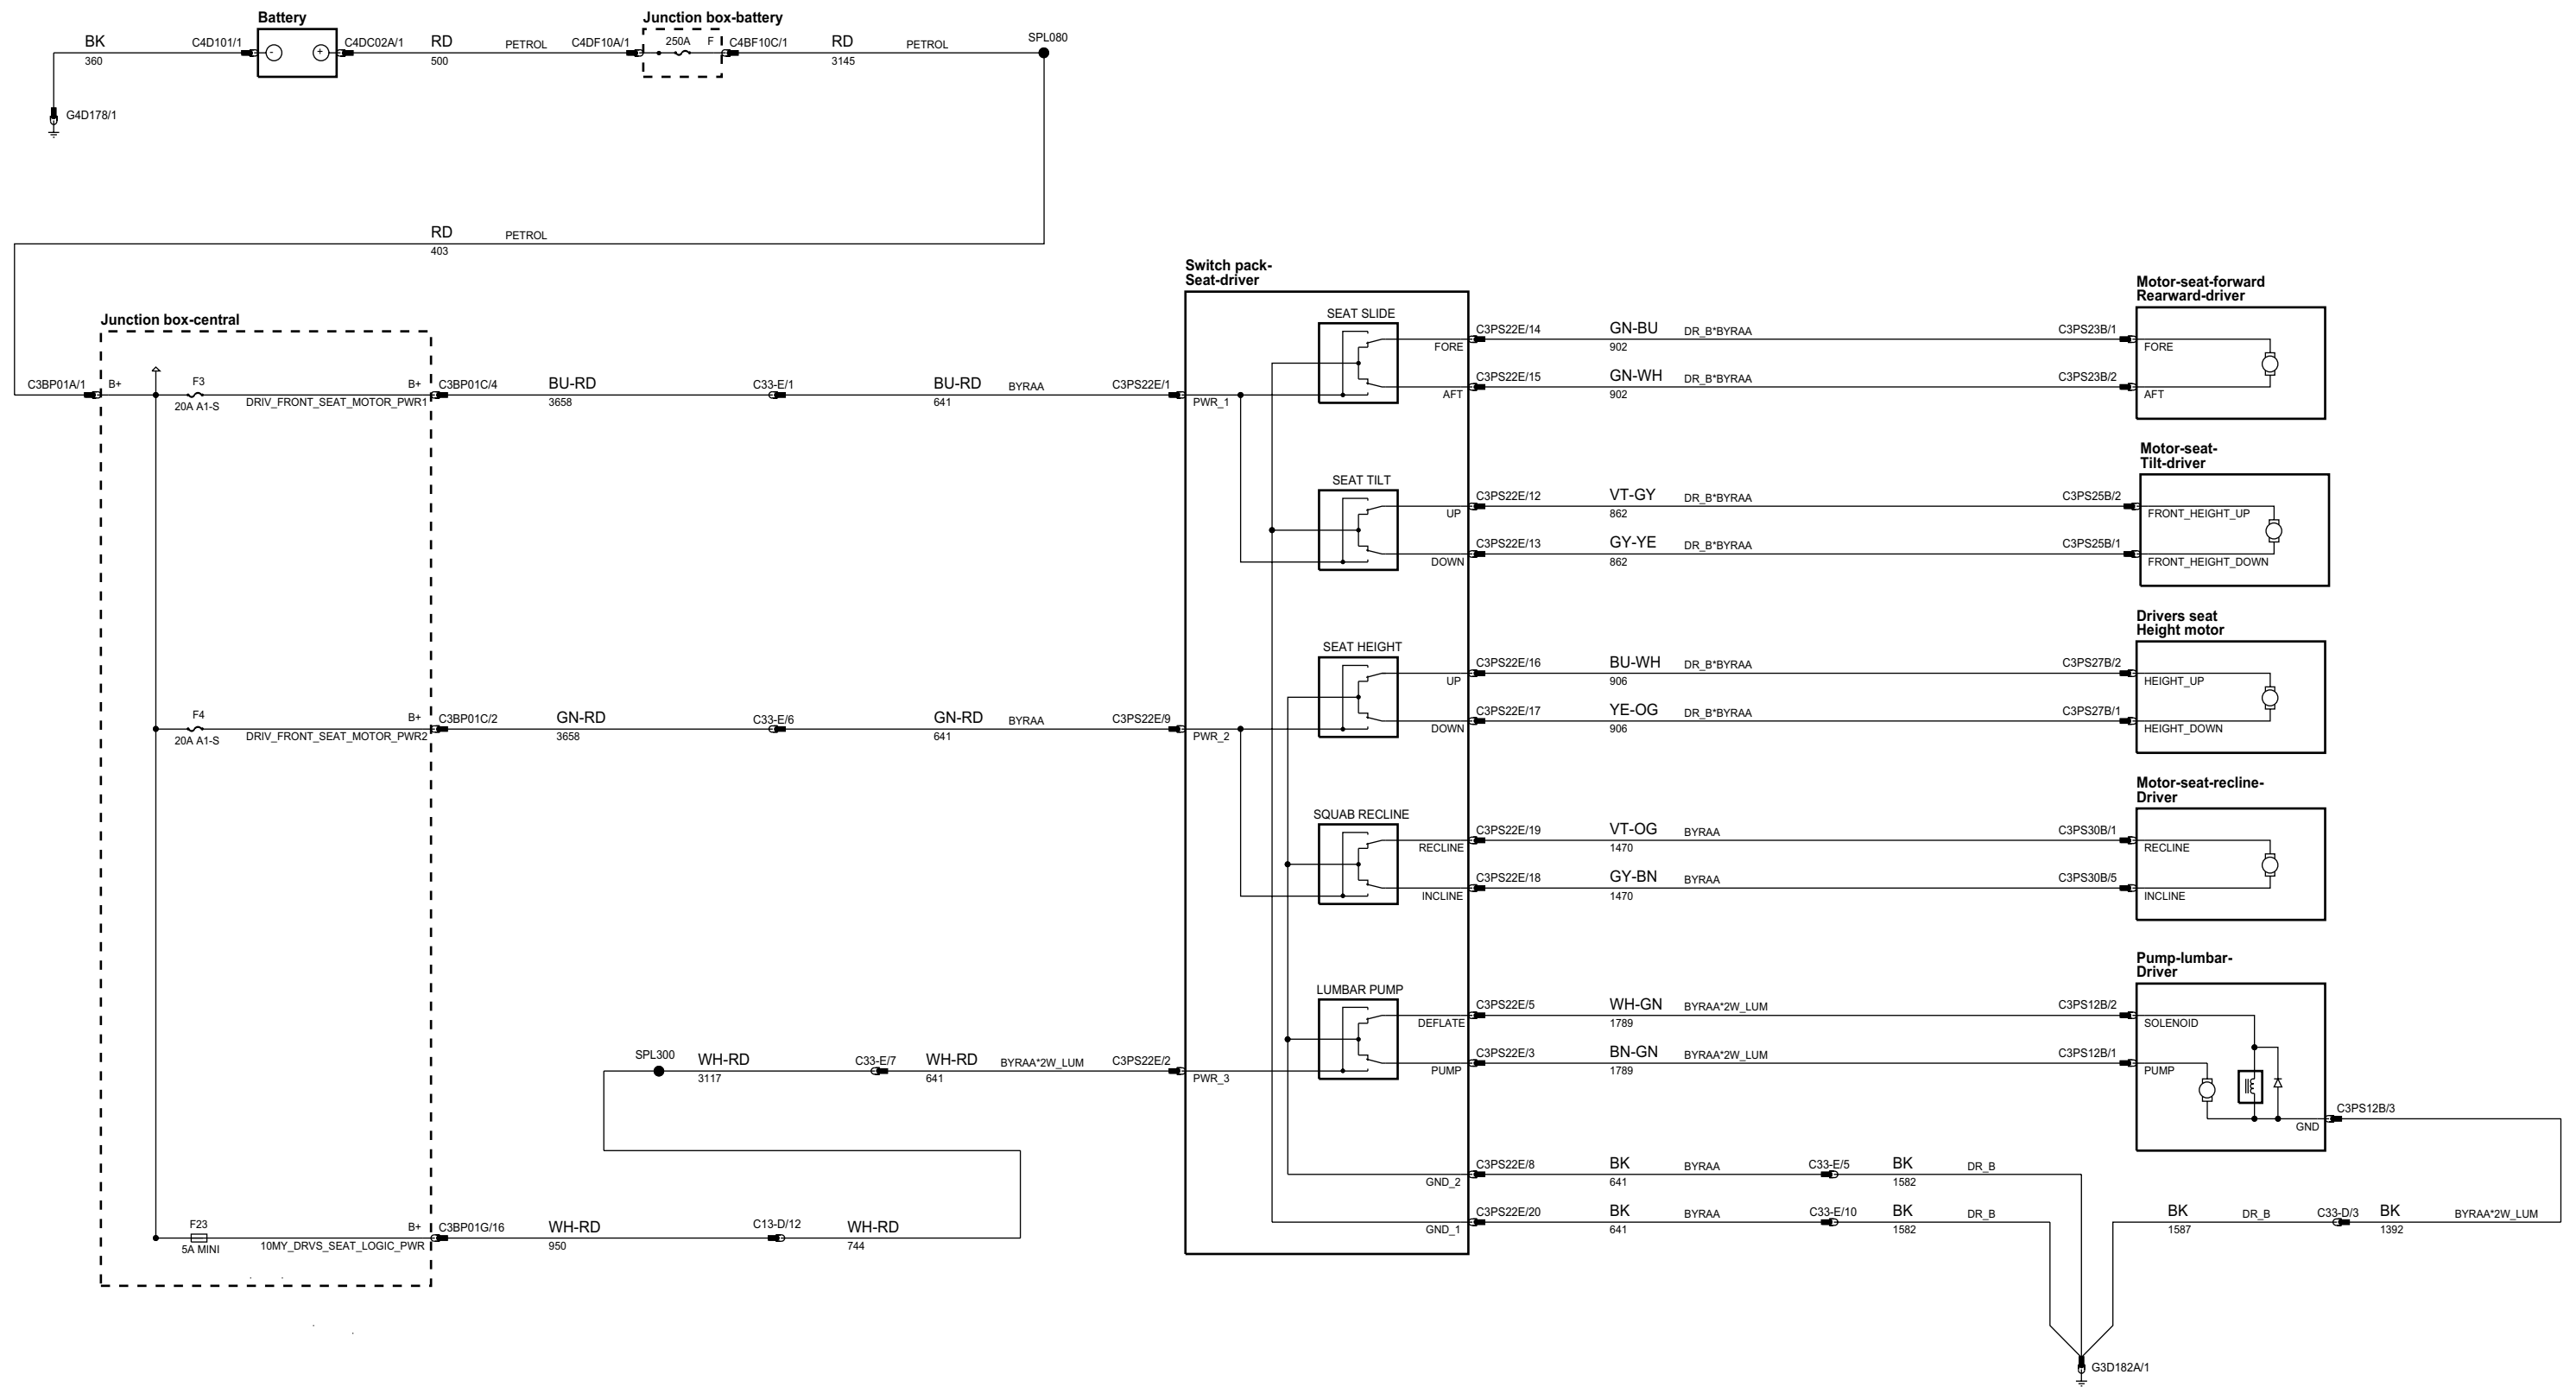 Battery
Junction box-battery
BK
360
C4D101/1
-
+
C4DC02A/1
RD
500
PETROL
C4DF10A/1
250A
F
C4BF10C/1
RD
3145
PETROL
SPL080
G4D178/1
RD
403
PETROL
Junction box-central
C3BP01A/1
B+
F3
20A A1-S
B+
DRIV_FRONT_SEAT_MOTOR_PWR1
C3BP01C/4
BU-RD
3658
C33-E/1
BU-RD
641
BYRAA
C3PS22E/1
PWR_1
F4
20A A1-S
B+
DRIV_FRONT_SEAT_MOTOR_PWR2
C3BP01C/2
GN-RD
3658
C33-E/6
GN-RD
641
BYRAA
C3PS22E/9
PWR_2
SPL300
WH-RD
3117
C33-E/7
WH-RD
641
BYRAA*2W_LUM
C3PS22E/2
PWR_3
F23
5A MINI
B+
10MY_DRVS_SEAT_LOGIC_PWR
C3BP01G/16
WH-RD
950
C13-D/12
WH-RD
744
Switch pack-
Seat-driver
SEAT SLIDE
FORE
AFT
C3PS22E/14
GN-BU
902
DR_B*BYRAA
C3PS23B/1
C3PS22E/15
GN-WH
902
DR_B*BYRAA
C3PS23B/2
Motor-seat-forward
Rearward-driver
FORE
AFT
SEAT TILT
UP
DOWN
C3PS22E/12
VT-GY
862
DR_B*BYRAA
C3PS25B/2
C3PS22E/13
GY-YE
862
DR_B*BYRAA
C3PS25B/1
Motor-seat-
Tilt-driver
FRONT_HEIGHT_UP
FRONT_HEIGHT_DOWN
SEAT HEIGHT
UP
DOWN
C3PS22E/16
BU-WH
906
DR_B*BYRAA
C3PS27B/2
C3PS22E/17
YE-OG
906
DR_B*BYRAA
C3PS27B/1
Drivers seat
Height motor
HEIGHT_UP
HEIGHT_DOWN
SQUAB RECLINE
RECLINE
INCLINE
C3PS22E/19
VT-OG
1470
BYRAA
C3PS30B/1
C3PS22E/18
GY-BN
1470
BYRAA
C3PS30B/5
Motor-seat-recline-
Driver
RECLINE
INCLINE
LUMBAR PUMP
DEFLATE
PUMP
C3PS22E/5
WH-GN
1789
BYRAA*2W_LUM
C3PS12B/2
C3PS22E/3
BN-GN
1789
BYRAA*2W_LUM
C3PS12B/1
Pump-lumbar-
Driver
SOLENOID
PUMP
GND
C3PS12B/3
GND_2
C3PS22E/8
BK
641
BYRAA
C33-E/5
BK
1582
DR_B
GND_1
C3PS22E/20
BK
641
BYRAA
C33-E/10
BK
1582
DR_B
BK
1587
DR_B
C33-D/3
BK
1392
BYRAA*2W_LUM
G3D182A/1